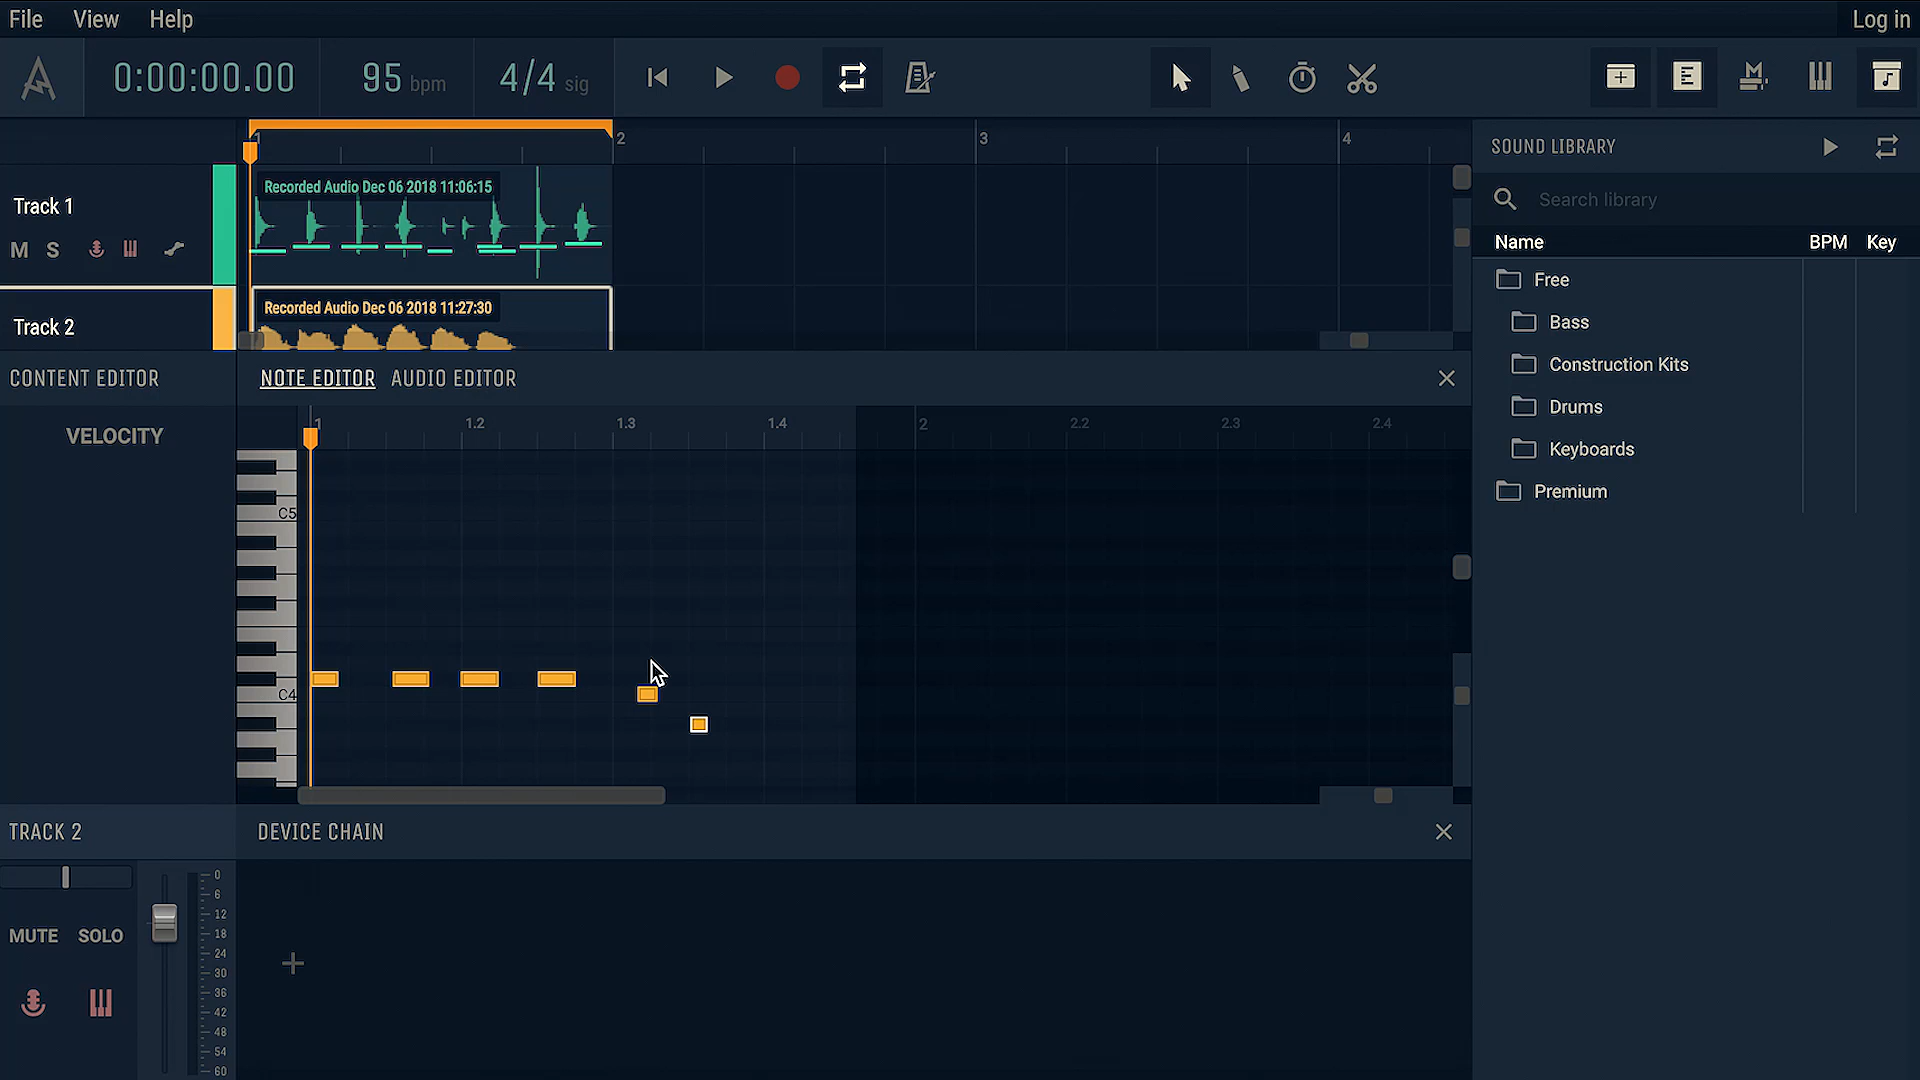 File View Help Log in
0:00:00.00 95 bpm 4/4 sig
1 2 3 4
SOUND LIBRARY
Search library
Name BPM Key
Free
Bass
Construction Kits
Drums
Keyboards
Premium
Track 1
M S
Recorded Audio Dec 06 2018 11:06:15
Track 2
Recorded Audio Dec 06 2018 11:27:30
CONTENT EDITOR NOTE EDITOR AUDIO EDITOR
VELOCITY
1 1.2 1.3 1.4 2 2.2 2.3 2.4
C5
C4
TRACK 2 DEVICE CHAIN
MUTE SOLO
0
6
12
18
24
30
36
42
48
54
60